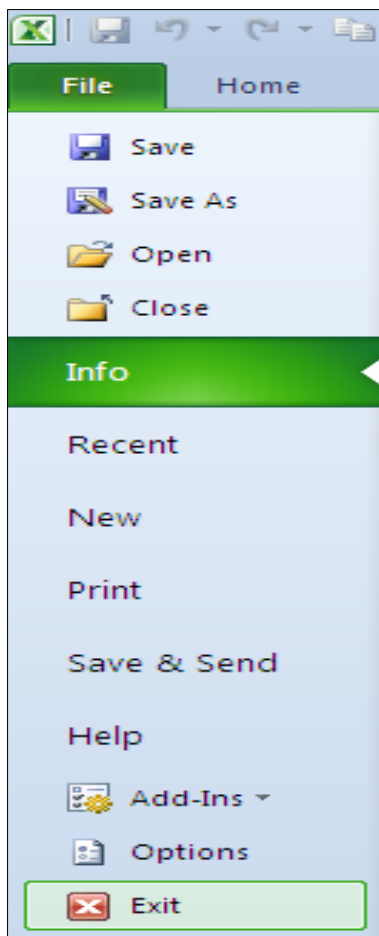 File Home
Save
Save As
Open
Close
Info
Recent
New
Print
Save & Send
Help
Add-Ins
Options
Exit